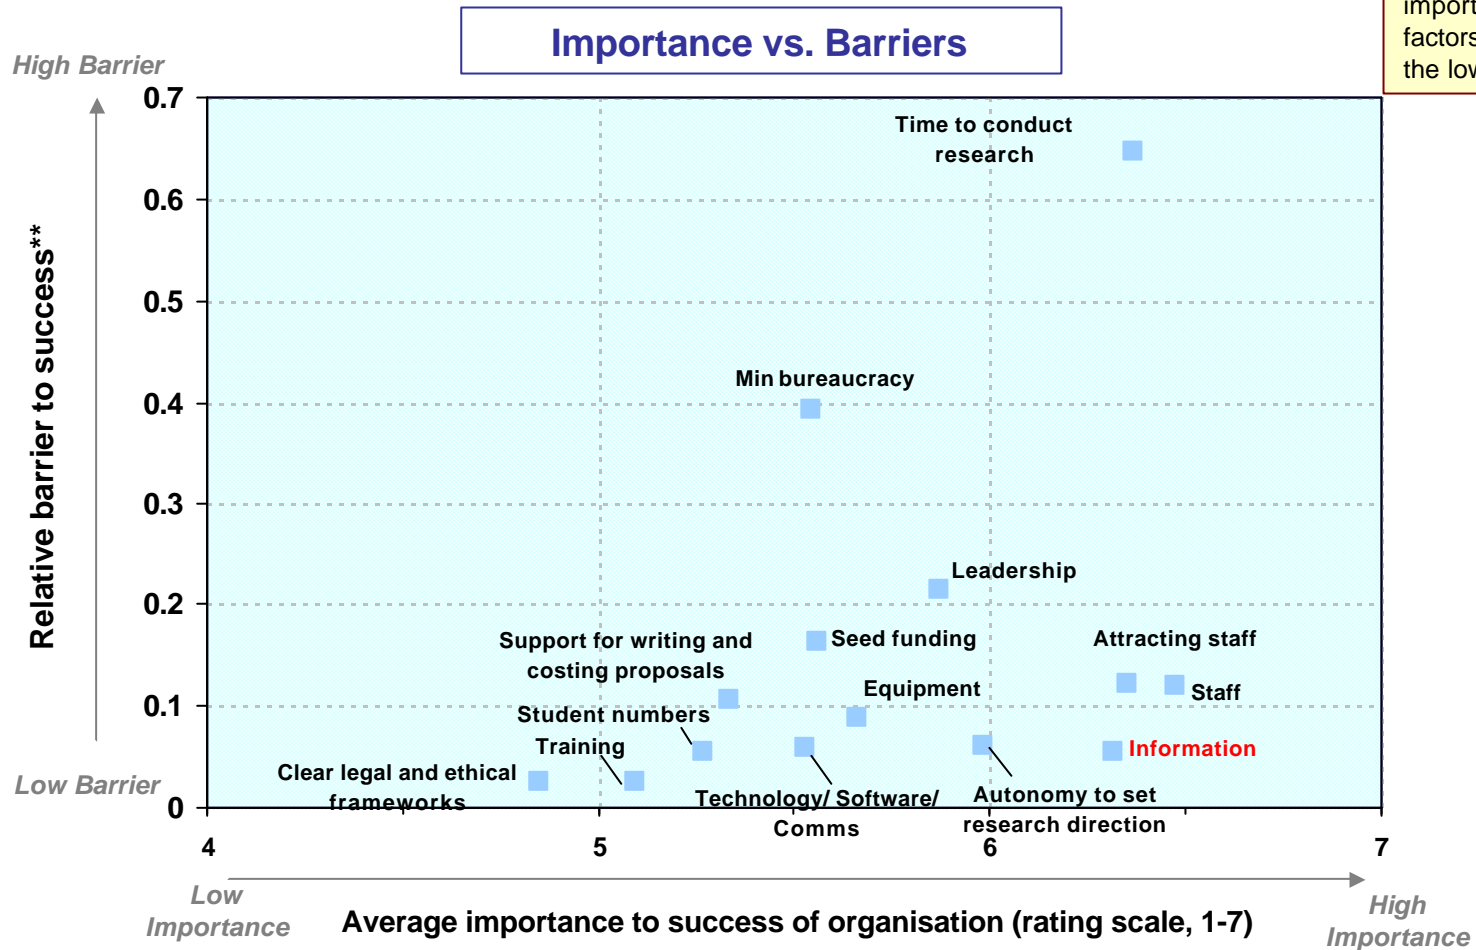 import
factors
the low
Importance vs. Barriers
High Barrier
0.7
0.6
0.5
0.4
0.3
0.2
0.1
0
Relative barrier to success**
Low Barrier
Time to conduct
research
Min bureaucracy
Leadership
Support for writing and
costing proposals
Seed funding
Attracting staff
Staff
Equipment
Student numbers
Training
Information
Clear legal and ethical
frameworks
Technology/ Software/
Comms
Autonomy to set
research direction
4
5
6
7
Low
Importance
Average importance to success of organisation (rating scale, 1-7)
High
Importance